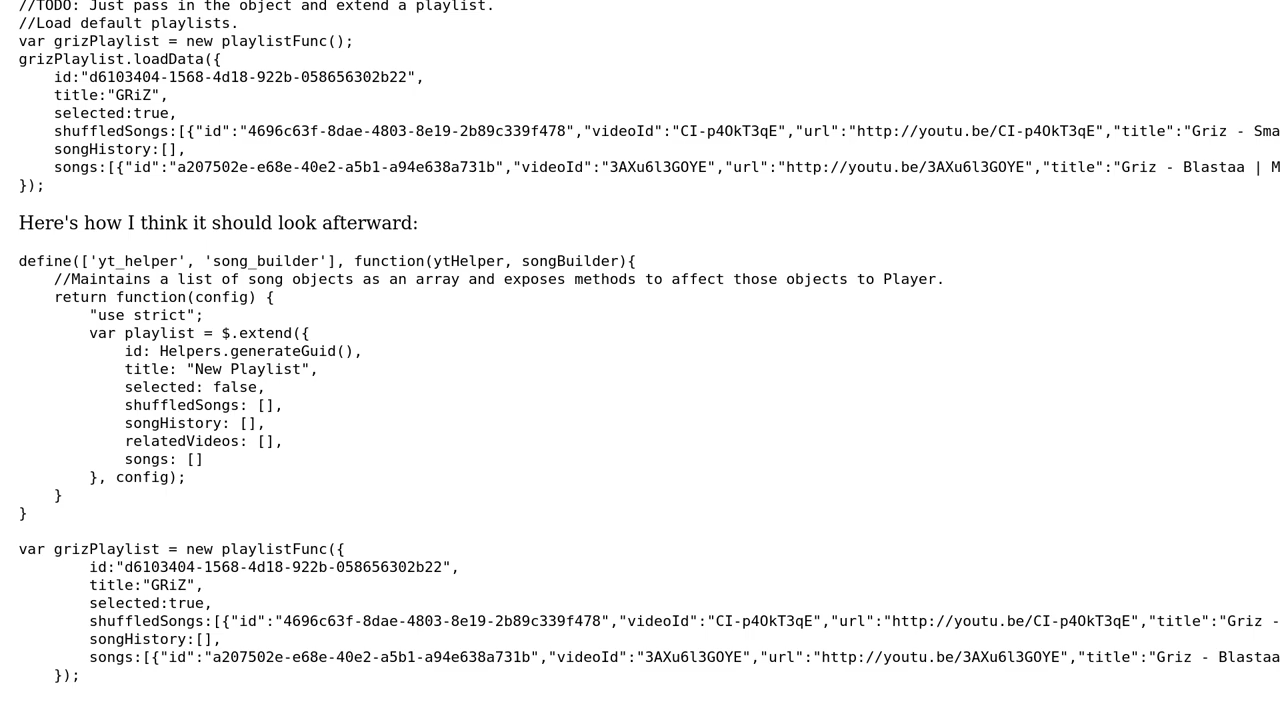 //TODO: Just pass in the object and extend a playlist.
//Load default playlists.
var grizPlaylist = new playlistFunc();
grizPlaylist.loadData({
    id:"d6103404-1568-4d18-922b-058656302b22",
    title:"GRiZ",
    selected:true,
    shuffledSongs:[{"id":"4696c63f-8dae-4803-8e19-2b89c339f478","videoId":"CI-p4OkT3qE","url":"http://youtu.be/CI-p4OkT3qE","title":"Griz - Sma
    songHistory:[],
    songs:[{"id":"a207502e-e68e-40e2-a5b1-a94e638a731b","videoId":"3AXu6l3GOYE","url":"http://youtu.be/3AXu6l3GOYE","title":"Griz - Blastaa | M
});
Here's how I think it should look afterward:
define(['yt_helper', 'song_builder'], function(ytHelper, songBuilder){
    //Maintains a list of song objects as an array and exposes methods to affect those objects to Player.
    return function(config) {
        "use strict";
        var playlist = $.extend({
            id: Helpers.generateGuid(),
            title: "New Playlist",
            selected: false,
            shuffledSongs: [],
            songHistory: [],
            relatedVideos: [],
            songs: []
        }, config);
    }
}
var grizPlaylist = new playlistFunc({
        id:"d6103404-1568-4d18-922b-058656302b22",
        title:"GRiZ",
        selected:true,
        shuffledSongs:[{"id":"4696c63f-8dae-4803-8e19-2b89c339f478","videoId":"CI-p4OkT3qE","url":"http://youtu.be/CI-p4OkT3qE","title":"Griz -
        songHistory:[],
        songs:[{"id":"a207502e-e68e-40e2-a5b1-a94e638a731b","videoId":"3AXu6l3GOYE","url":"http://youtu.be/3AXu6l3GOYE","title":"Griz - Blastaa
    });